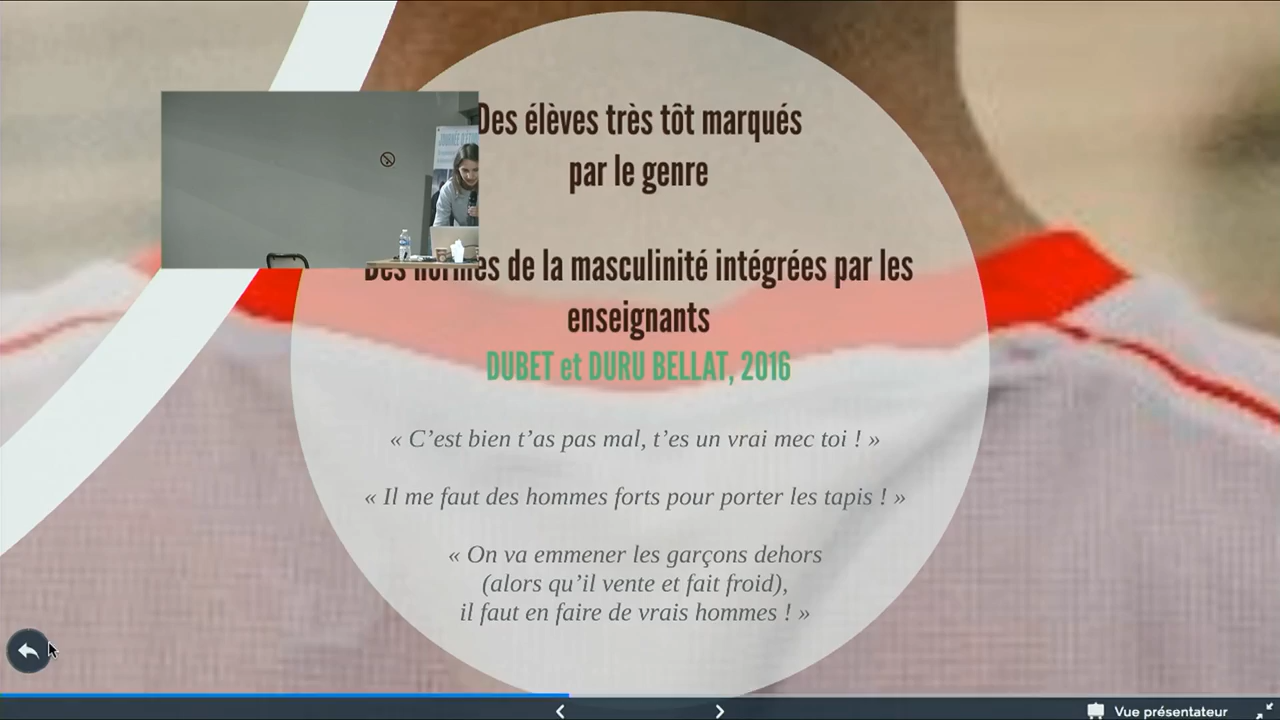 Des élèves très tôt marqués
par le genre
JOURNÉE D'ÉTUDE
Des normes de la masculinité intégrées par les
enseignants
DUBET et DURU BELLAT, 2016
« C’est bien t’as pas mal, t’es un vrai mec toi ! »
« Il me faut des hommes forts pour porter les tapis ! »
« On va emmener les garçons dehors
(alors qu’il vente et fait froid),
il faut en faire de vrais hommes ! »
Vue présentateur